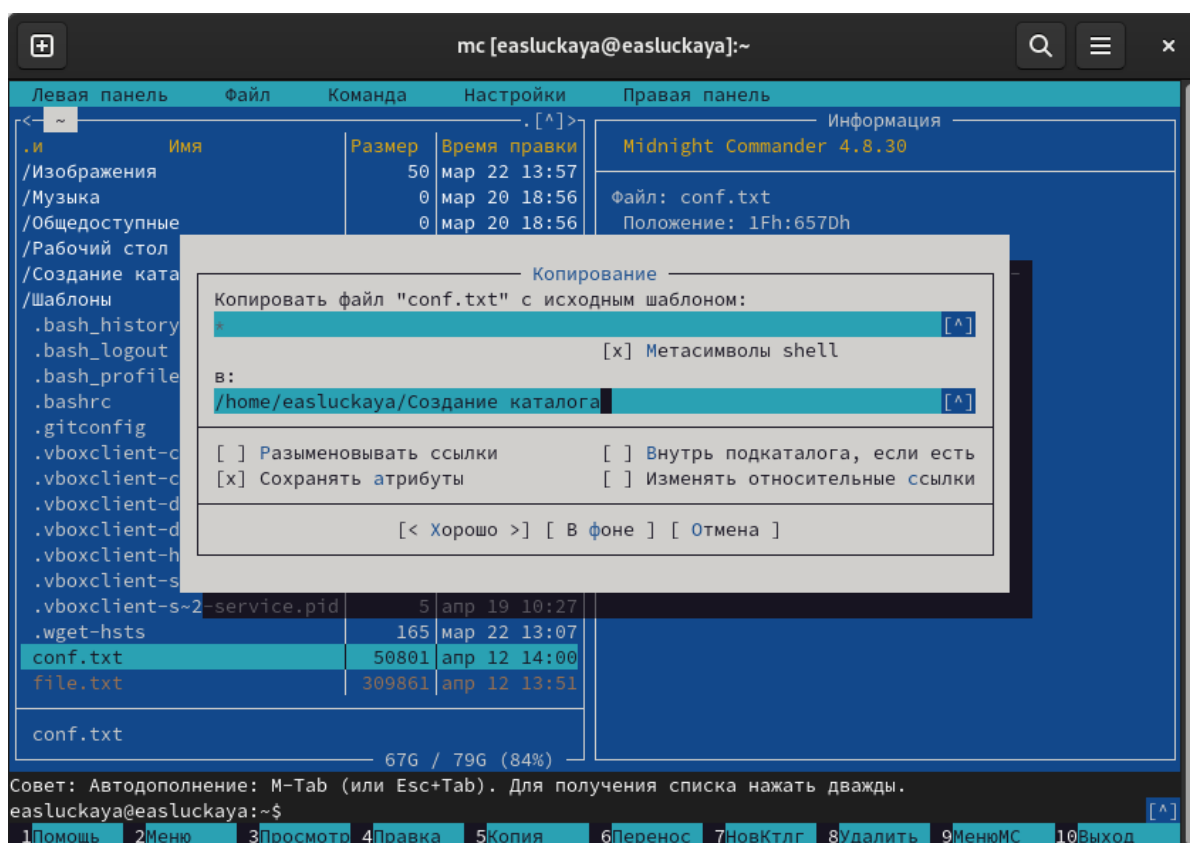 mc [easluckaya@easluckaya]:~
Левая панель Файл Команда Настройки Правая панель
<─ ~ .[^]> Информация
.и Имя Размер Время правки Midnight Commander 4.8.30
/Изображения 50 мар 22 13:57
/Музыка 0 мар 20 18:56 Файл: conf.txt
/Общедоступные 0 мар 20 18:56 Положение: 1Fh:657Dh
/Рабочий стол
/Создание ката Копирование
/Шаблоны Копировать файл "conf.txt" с исходным шаблоном:
.bash_history * [^]
.bash_logout [x] Метасимволы shell
.bash_profile в:
.bashrc /home/easluckaya/Создание каталога [^]
.gitconfig
.vboxclient-c [ ] Разыменовывать ссылки [ ] Внутрь подкаталога, если есть
.vboxclient-c [x] Сохранять атрибуты [ ] Изменять относительные ссылки
.vboxclient-d
.vboxclient-d [< Хорошо >] [ В фоне ] [ Отмена ]
.vboxclient-h
.vboxclient-s
.vboxclient-s~2-service.pid 5 апр 19 10:27
.wget-hsts 165 мар 22 13:07
conf.txt 50801 апр 12 14:00
file.txt 309861 апр 12 13:51
conf.txt
67G / 79G (84%)
Совет: Автодополнение: M-Tab (или Esc+Tab). Для получения списка нажать дважды.
easluckaya@easluckaya:~$ [^]
1Помощь 2Меню 3Просмотр 4Правка 5Копия 6Перенос 7НовКтлг 8Удалить 9МенюMC 10Выход